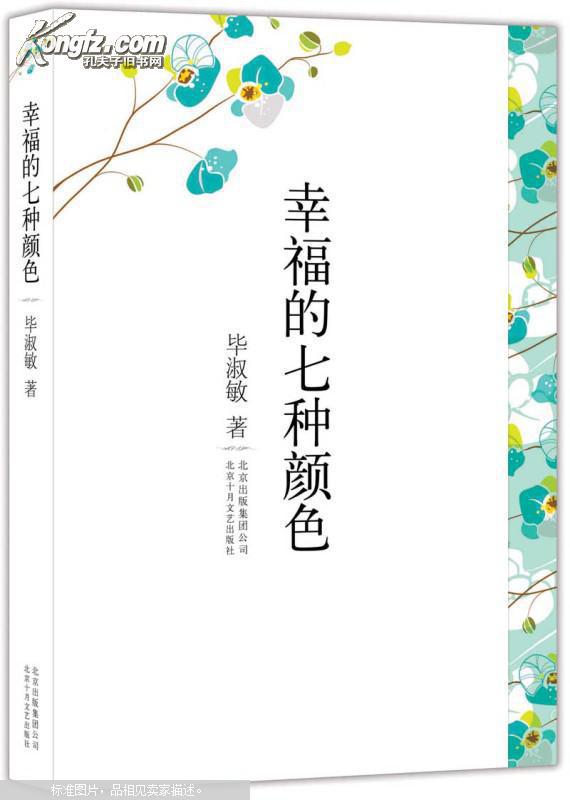 Kongfz.com
孔夫子旧书网
幸福的七种颜色
毕淑敏 著
北京出版集团公司
北京十月文艺出版社
幸福的七种颜色
毕淑敏 著
北京出版集团公司
北京十月文艺出版社
标准图片,品相见卖家描述。